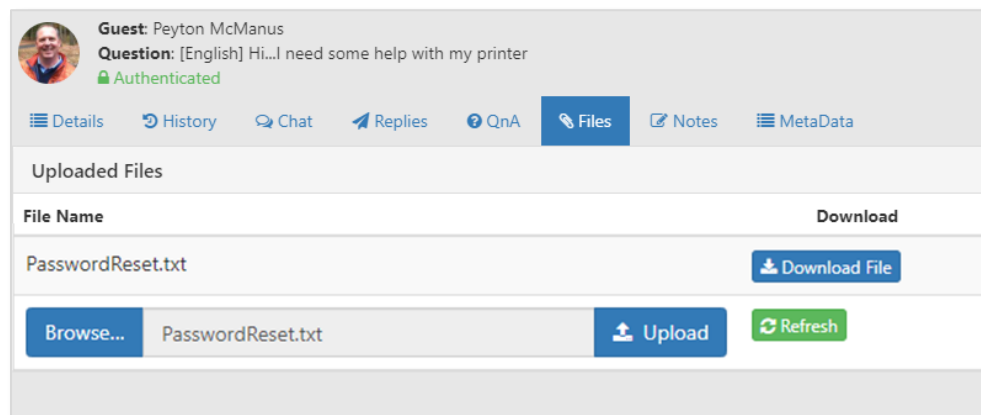 Guest: Peyton McManus
Question: [English] Hi...I need some help with my printer
Authenticated
Details History Chat Replies QnA Files Notes MetaData
Uploaded Files
File Name Download
PasswordReset.txt Download File
Browse... PasswordReset.txt Upload Refresh